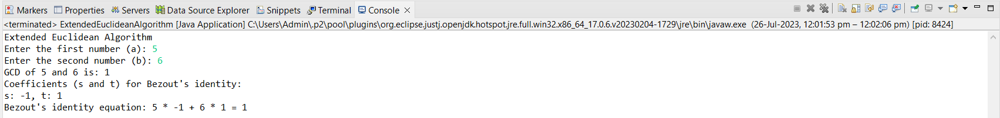 Markers Properties Servers Data Source Explorer Snippets Terminal Console
<terminated> ExtendedEuclideanAlgorithm [Java Application] C:\Users\Admin\.p2\pool\plugins\org.eclipse.justj.openjdk.hotspot.jre.full.win32.x86_64_17.0.6.v20230204-1729\jre\bin\javaw.exe (26-Jul-2023, 12:01:53 pm – 12:02:06 pm) [pid: 8424]
Extended Euclidean Algorithm
Enter the first number (a): 5
Enter the second number (b): 6
GCD of 5 and 6 is: 1
Coefficients (s and t) for Bezout's identity:
s: -1, t: 1
Bezout's identity equation: 5 * -1 + 6 * 1 = 1